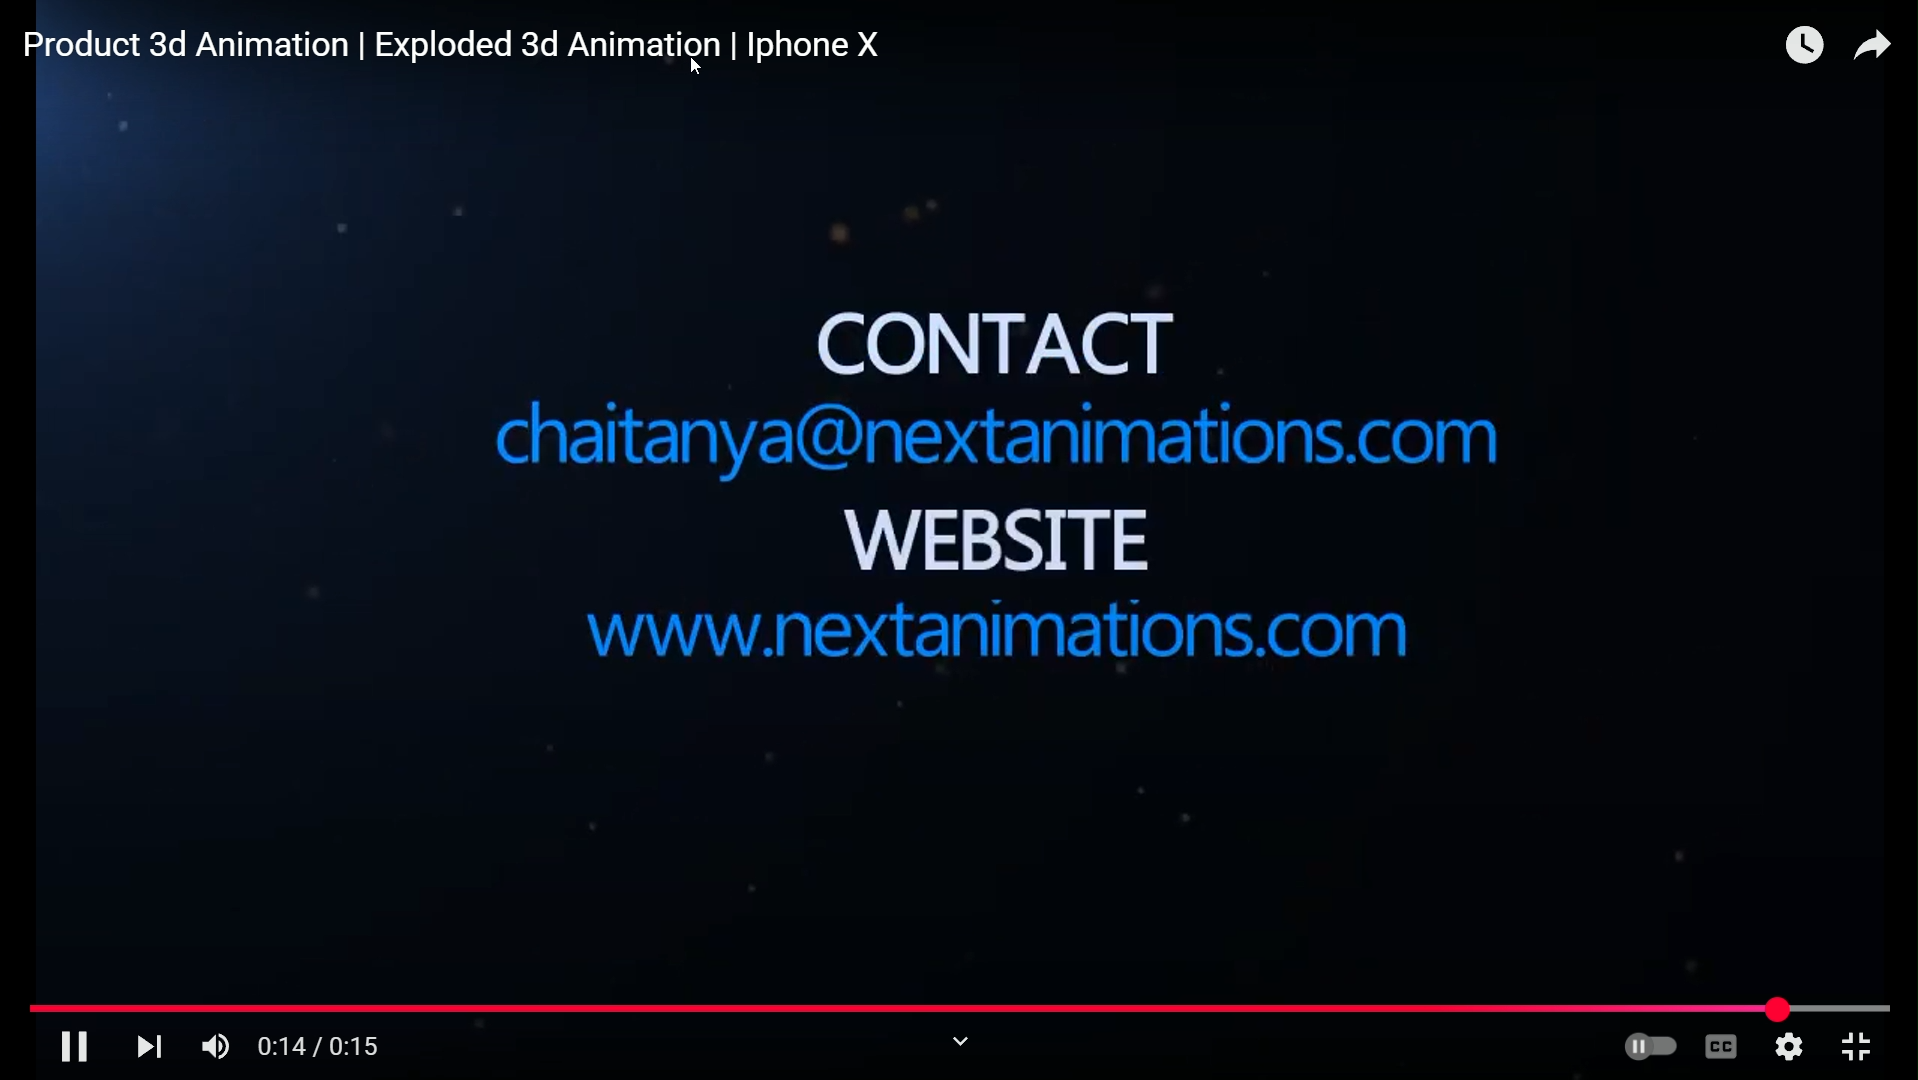 Product 3d Animation | Exploded 3d Animation | Iphone X
CONTACT
chaitanya@nextanimations.com
WEBSITE
www.nextanimations.com
0:14 / 0:15
CC